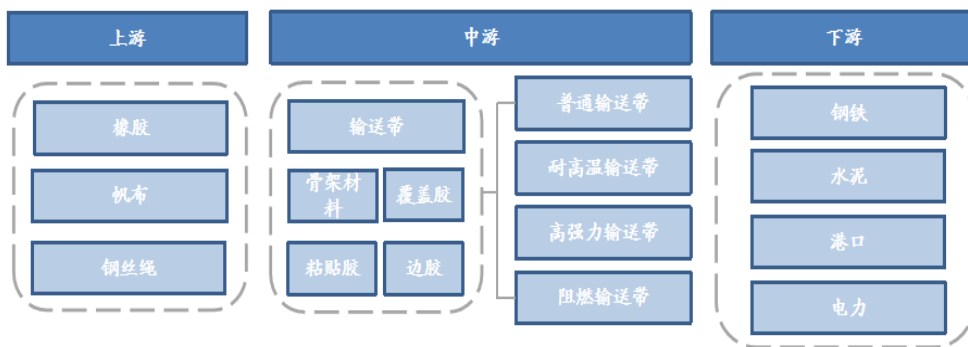 上游
橡胶
帆布
钢丝绳
中游
输送带
骨架材
料
覆盖胶
粘贴胶
边胶
普通输送带
耐高温输送带
高强力输送带
阻燃输送带
下游
钢铁
水泥
港口
电力